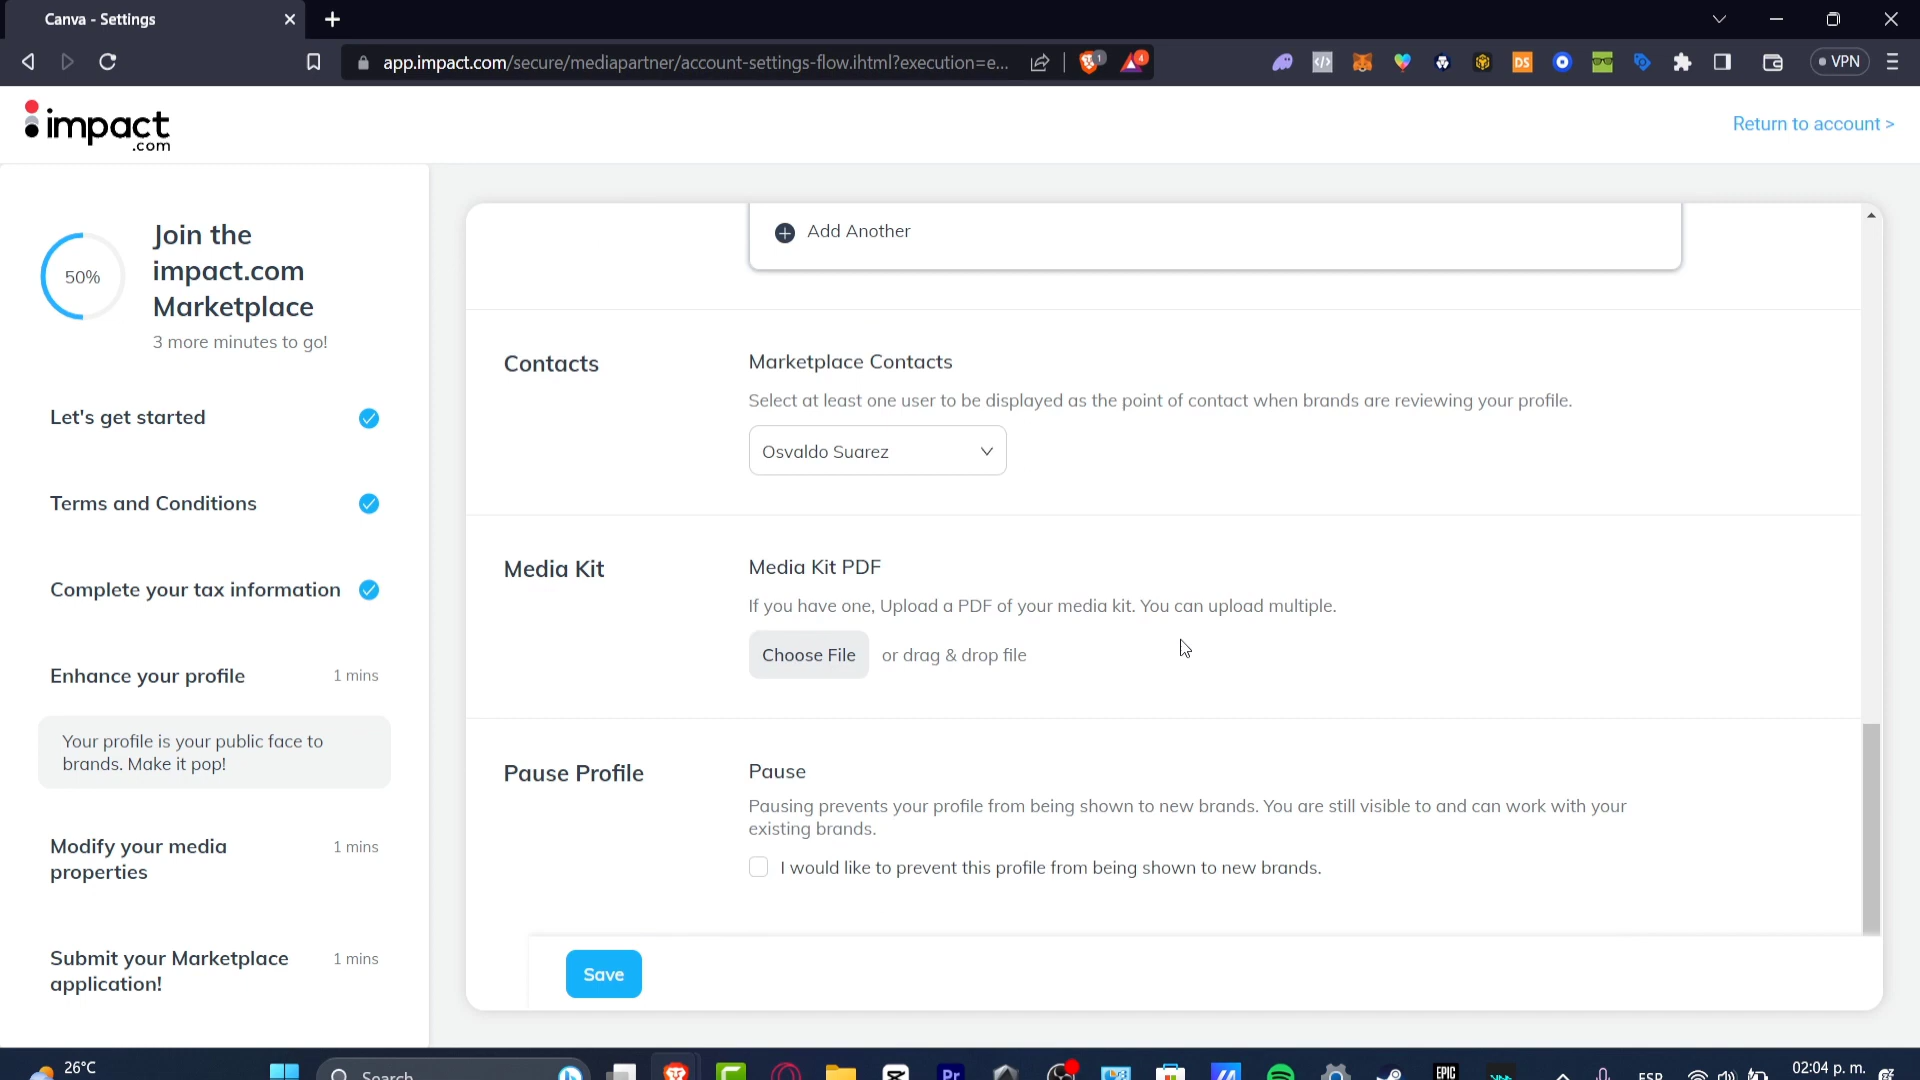 Canva - Settings
app.impact.com/secure/mediapartner/account-settings-flow.ihtml?execution=e...
1
4
DS
VPN
impact
.com
Return to account >
50%
Join the
impact.com
Marketplace
3 more minutes to go!
Let's get started
Terms and Conditions
Complete your tax information
Enhance your profile
1 mins
Your profile is your public face to
brands. Make it pop!
Modify your media
properties
1 mins
Submit your Marketplace
application!
1 mins
Add Another
Contacts
Marketplace Contacts
Select at least one user to be displayed as the point of contact when brands are reviewing your profile.
Osvaldo Suarez
Media Kit
Media Kit PDF
If you have one, Upload a PDF of your media kit. You can upload multiple.
Choose File
or drag & drop file
Pause Profile
Pause
Pausing prevents your profile from being shown to new brands. You are still visible to and can work with your
existing brands.
I would like to prevent this profile from being shown to new brands.
Save
26°C
Search
Pr
EPIC
ESP
02:04 p. m.